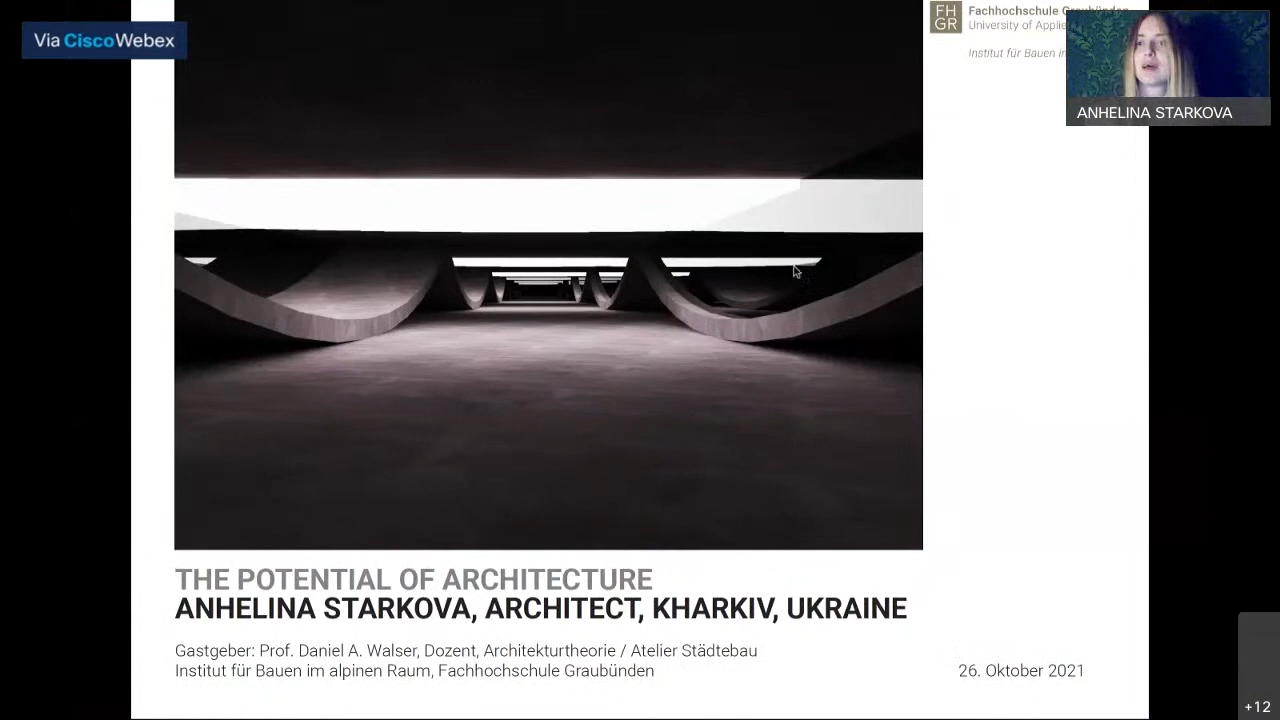 Via CiscoWebex
FH
GR
Fachhochschule Graubünden
University of Applie
Institut für Bauen im
ANHELINA STARKOVA
THE POTENTIAL OF ARCHITECTURE
ANHELINA STARKOVA, ARCHITECT, KHARKIV, UKRAINE
Gastgeber: Prof. Daniel A. Walser, Dozent, Architekturtheorie / Atelier Städtebau
Institut für Bauen im alpinen Raum, Fachhochschule Graubünden
26. Oktober 2021
+12